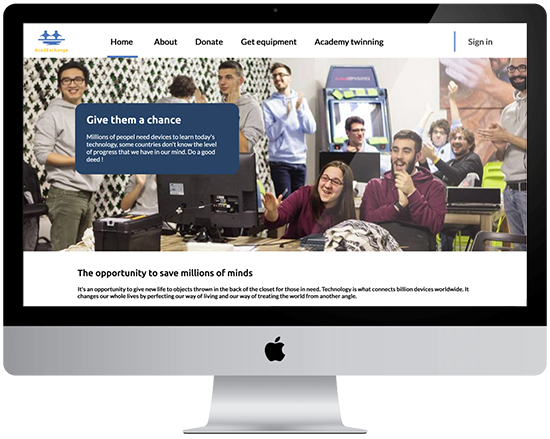 Home About Donate Get equipment Academy twinning Sign in
AcadExchange
Give them a chance
Millions of peopel need devices to learn today's
technology, some countries don't know the level
of progress that we have in our mind. Do a good
deed !
The opportunity to save millions of minds
It's an opportunity to give new life to objects thrown in the back of the closet for those in need. Technology is what connects billion devices worldwide. It
changes our whole lives by perfecting our way of living and our way of treating the world from another angle.